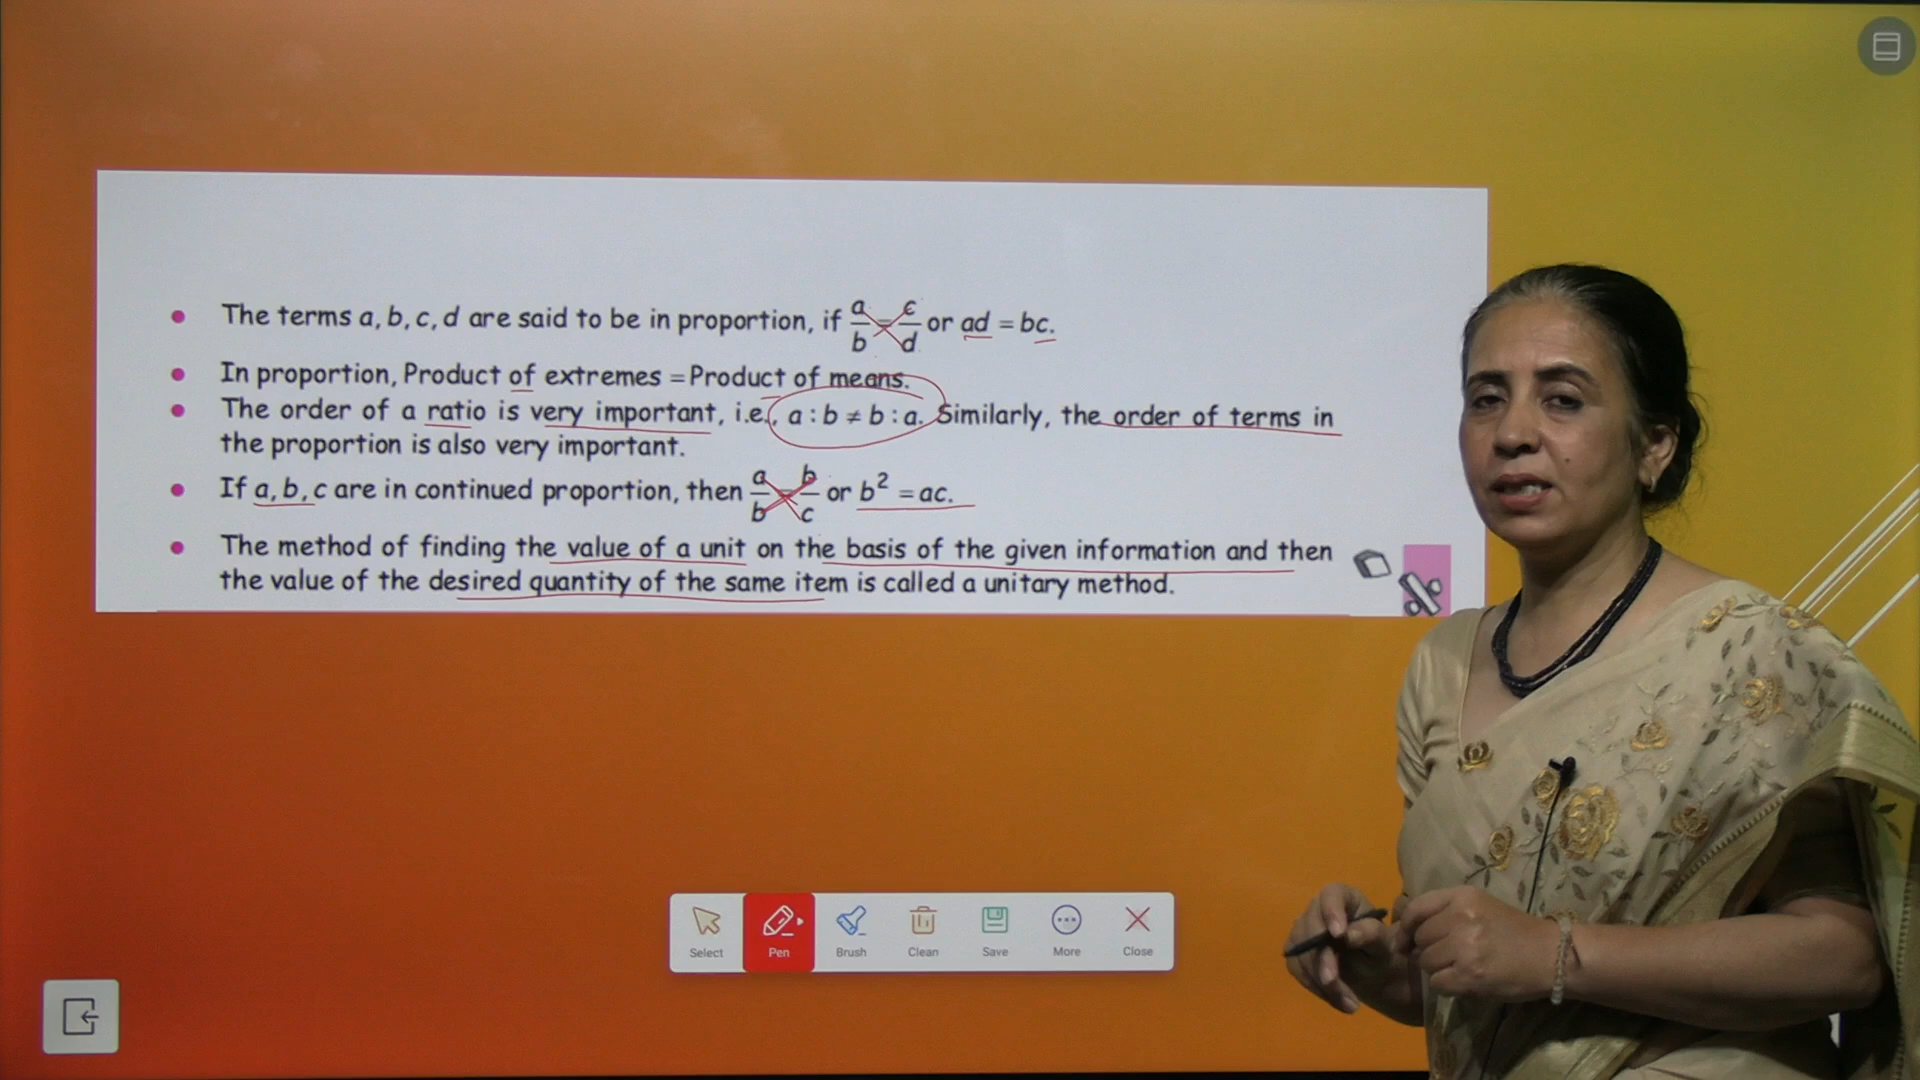 • The terms a, b, c, d are said to be in proportion, if a/b = c/d or ad = bc.
• In proportion, Product of extremes = Product of means.
• The order of a ratio is very important, i.e., a : b ≠ b : a. Similarly, the order of terms in
the proportion is also very important.
• If a, b, c are in continued proportion, then a/b = b/c or b² = ac.
• The method of finding the value of a unit on the basis of the given information and then
the value of the desired quantity of the same item is called a unitary method.
Select Pen Brush Clean Save More Close